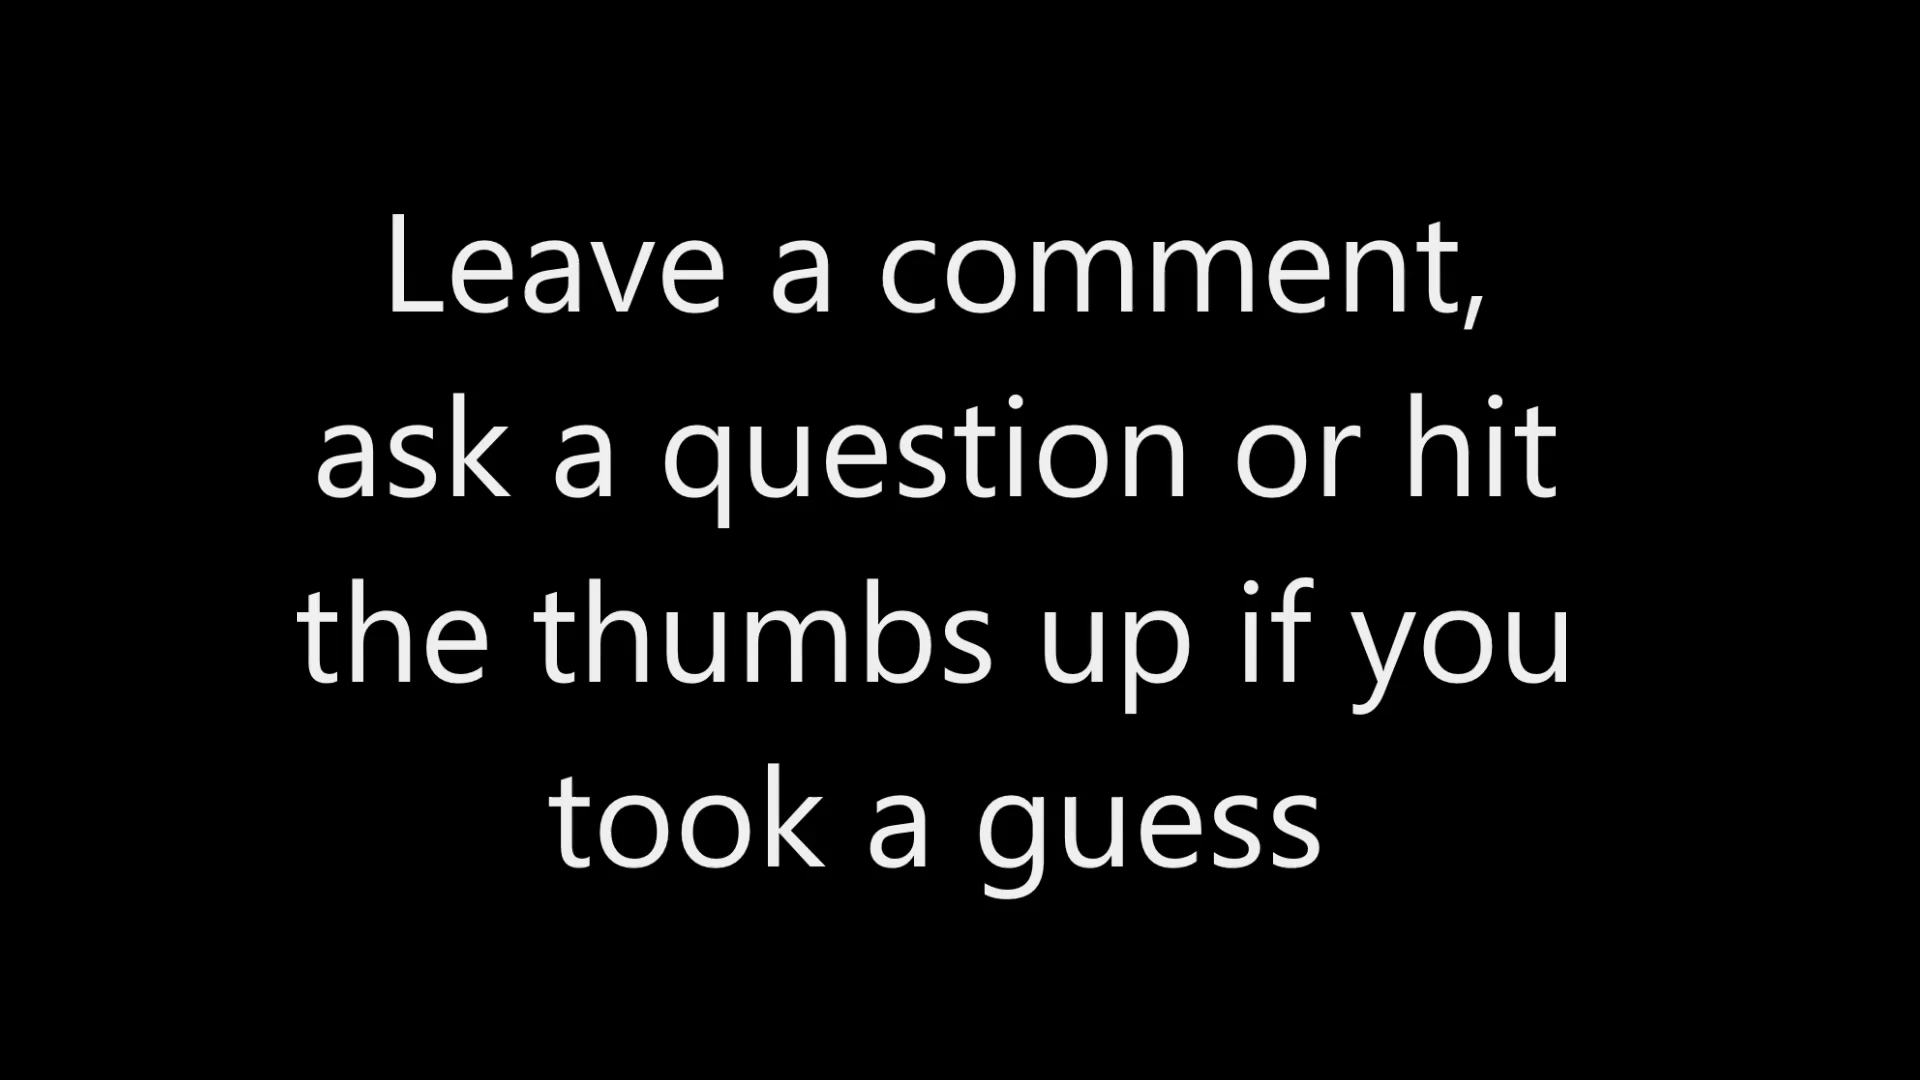 Leave a comment,
ask a question or hit
the thumbs up if you
took a guess